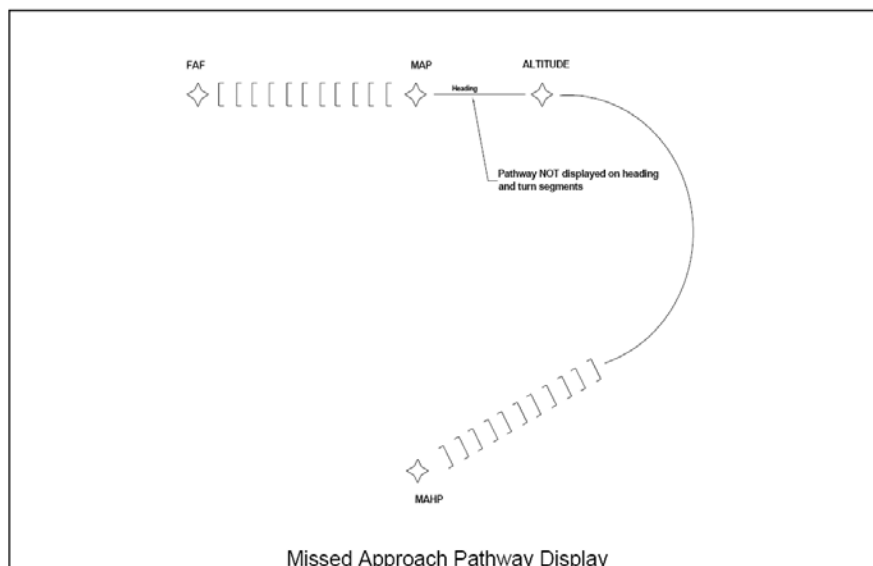 FAF
MAP
ALTITUDE
Heading
Pathway NOT displayed on heading
and turn segments
MAHP
Missed Approach Pathway Display